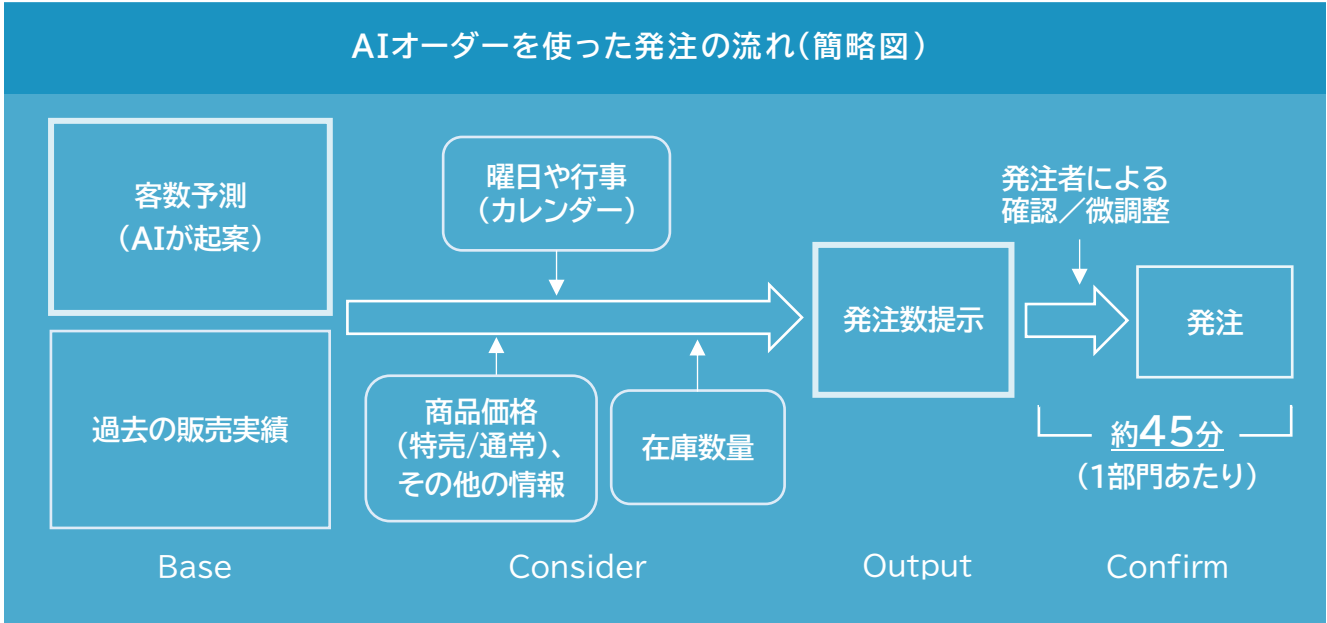 AIオーダーを使った発注の流れ(簡略図)
客数予測
(AIが起案)
過去の販売実績
Base
曜日や行事
(カレンダー)
商品価格
(特売/通常)、
その他の情報
在庫数量
Consider
発注数提示
Output
発注者による
確認／微調整
発注
約45分
(1部門あたり)
Confirm